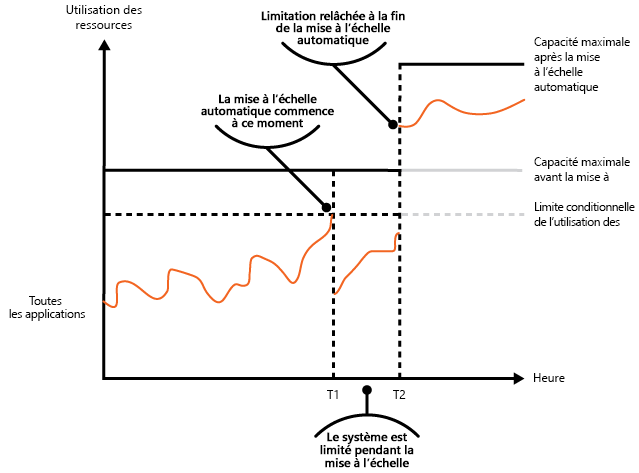 Utilisation des
ressources
Limitation relâchée à la fin
de la mise à l'échelle
automatique
La mise à l'échelle
automatique commence
à ce moment
Capacité maximale
après la mise
à l'échelle
automatique
Capacité maximale
avant la mise à
Limite conditionnelle
de l'utilisation des
Toutes
les applications
T1
T2
Heure
Le système est
limité pendant la
mise à l'échelle